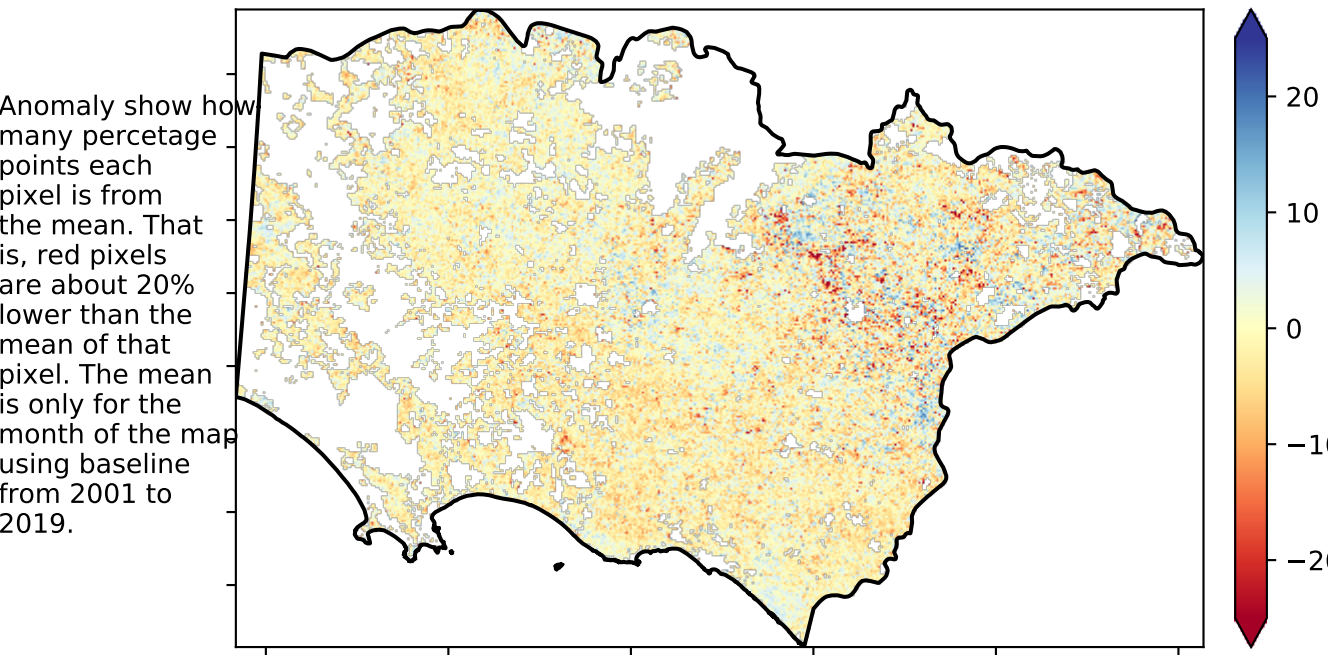 Anomaly show how
many percetage
points each
pixel is from
the mean. That
is, red pixels
are about 20%
lower than the
mean of that
pixel. The mean
is only for the
month of the map
using baseline
from 2001 to
2019.
20
10
0
−10
−20